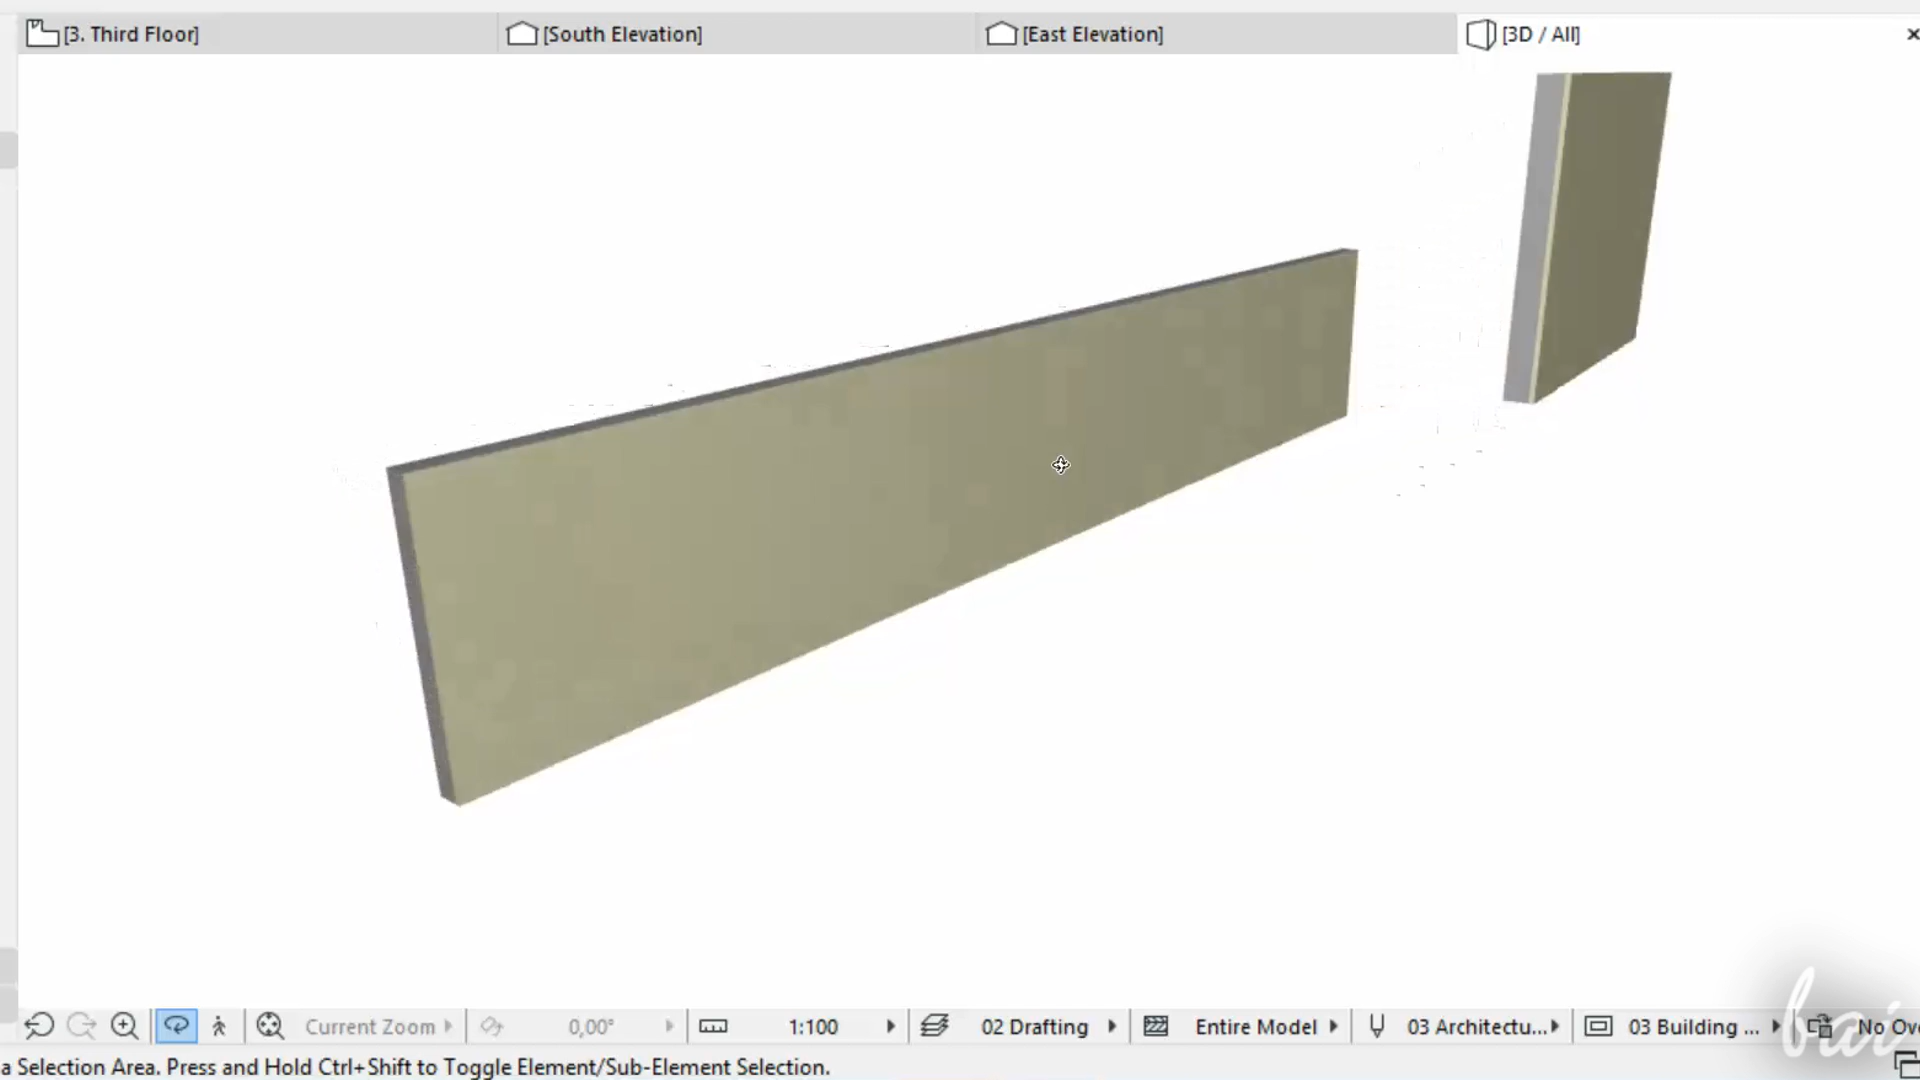 [3. Third Floor] [South Elevation] [East Elevation] [3D / All]
Current Zoom 0,00° 1:100 02 Drafting Entire Model 03 Architectu... 03 Building ... No Ov
a Selection Area. Press and Hold Ctrl+Shift to Toggle Element/Sub-Element Selection.
bai